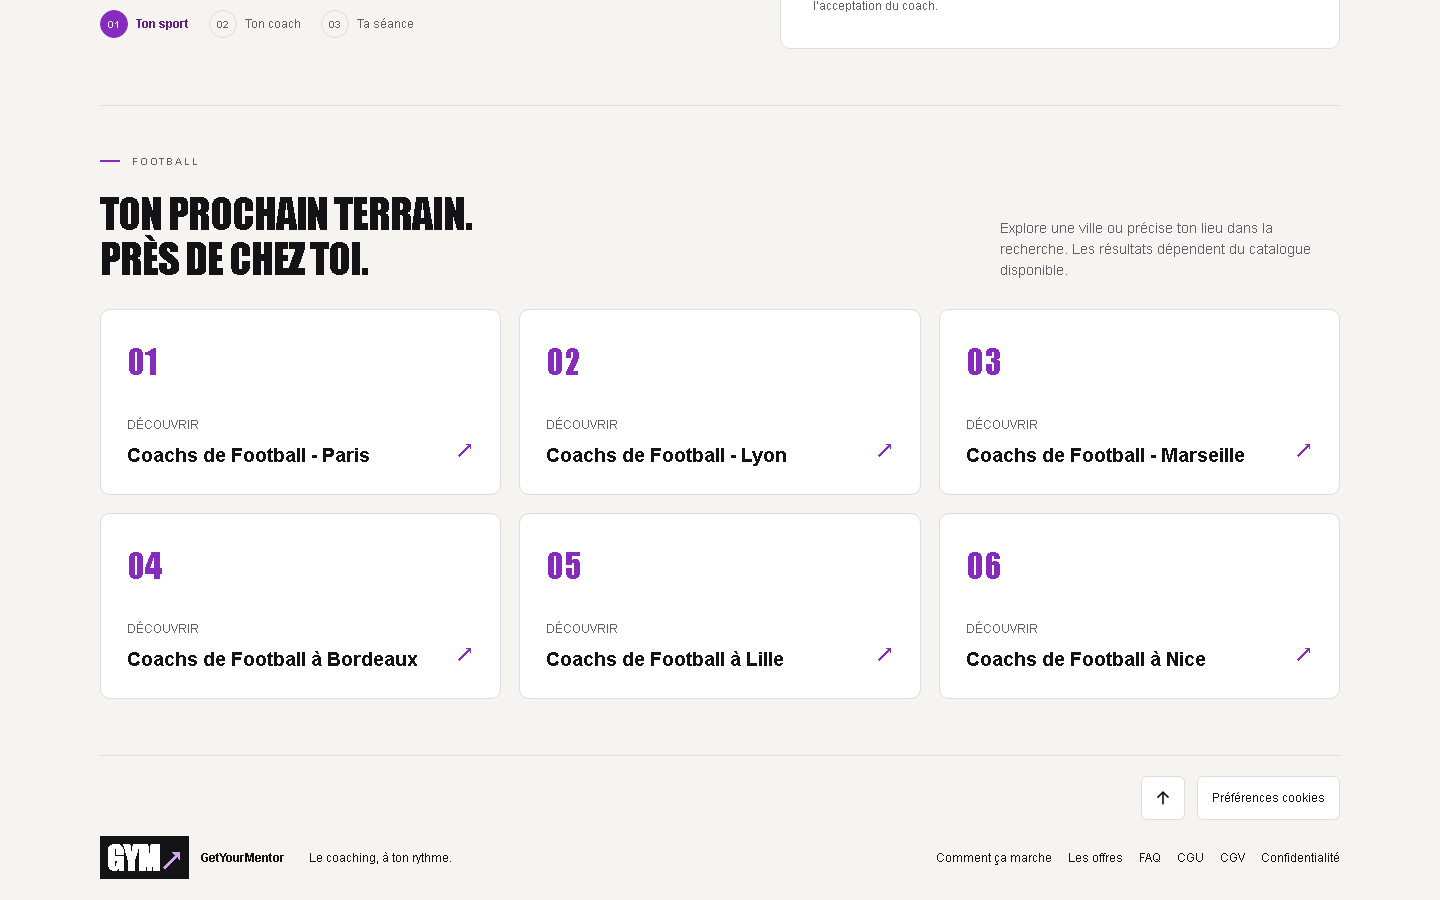 l'acceptation du coach.
01 Ton sport 02 Ton coach 03 Ta séance
FOOTBALL
TON PROCHAIN TERRAIN.
PRÈS DE CHEZ TOI.
Explore une ville ou précise ton lieu dans la
recherche. Les résultats dépendent du catalogue
disponible.
01
DÉCOUVRIR
Coachs de Football - Paris
02
DÉCOUVRIR
Coachs de Football - Lyon
03
DÉCOUVRIR
Coachs de Football - Marseille
04
DÉCOUVRIR
Coachs de Football à Bordeaux
05
DÉCOUVRIR
Coachs de Football à Lille
06
DÉCOUVRIR
Coachs de Football à Nice
Préférences cookies
GYM GetYourMentor Le coaching, à ton rythme.
Comment ça marche Les offres FAQ CGU CGV Confidentialité